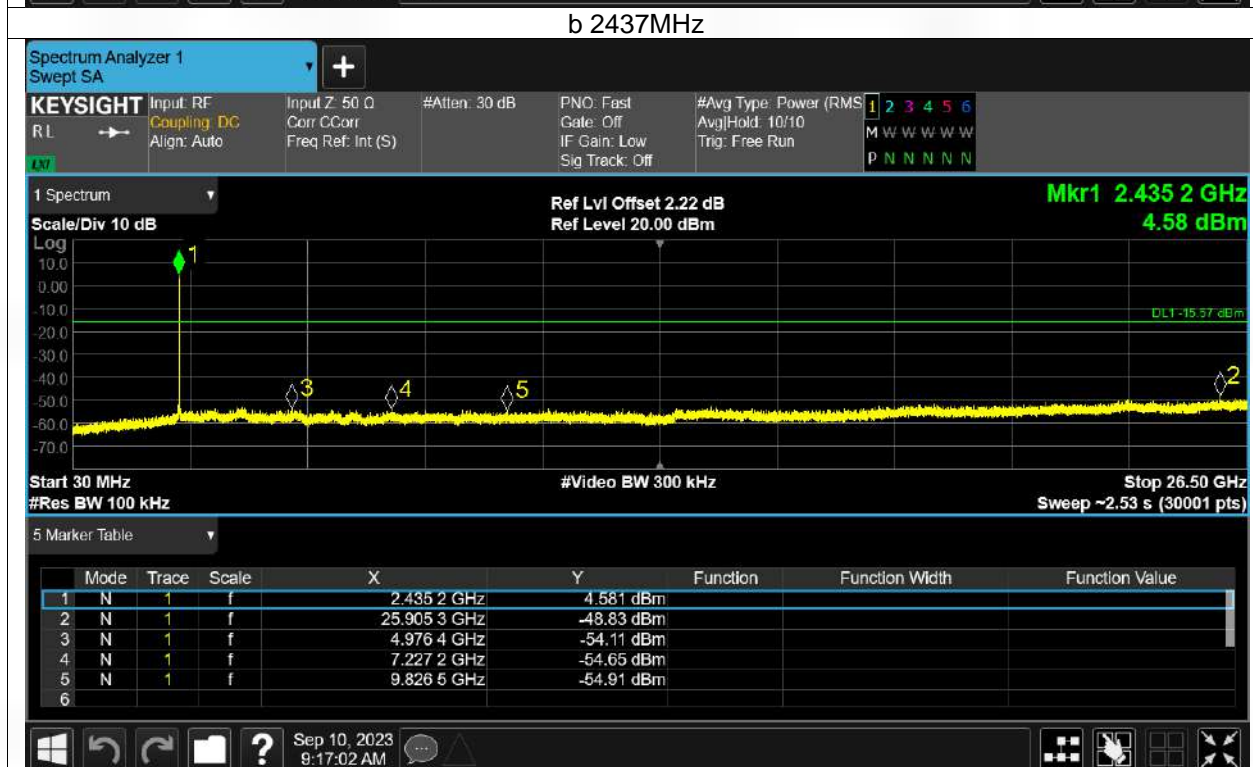 b 2437MHz
Spectrum Analyzer 1
Swept SA
+
KEYSIGHT Input: RF Input Z: 50 Ω #Atten: 30 dB PNO: Fast #Avg Type: Power (RMS 1 2 3 4 5 6
RL Coupling: DC Corr CCorr Gate: Off Avg|Hold: 10/10 M W W W W W
Align: Auto Freq Ref: Int (S) IF Gain: Low Trig: Free Run
LXI Sig Track: Off P N N N N N
1 Spectrum Ref Lvl Offset 2.22 dB Mkr1 2.435 2 GHz
Scale/Div 10 dB Ref Level 20.00 dBm 4.58 dBm
Log
1
10.0
0.00
-10.0
DL1 -15.57 dBm
-20.0
-30.0
-40.0
3 4 5 2
-50.0
-60.0
-70.0
Start 30 MHz #Video BW 300 kHz Stop 26.50 GHz
#Res BW 100 kHz Sweep ~2.53 s (30001 pts)
5 Marker Table
Mode Trace Scale X Y Function Function Width Function Value
1 N 1 f 2.435 2 GHz 4.581 dBm
2 N 1 f 25.905 3 GHz -48.83 dBm
3 N 1 f 4.976 4 GHz -54.11 dBm
4 N 1 f 7.227 2 GHz -54.65 dBm
5 N 1 f 9.826 5 GHz -54.91 dBm
6
? Sep 10, 2023
9:17:02 AM